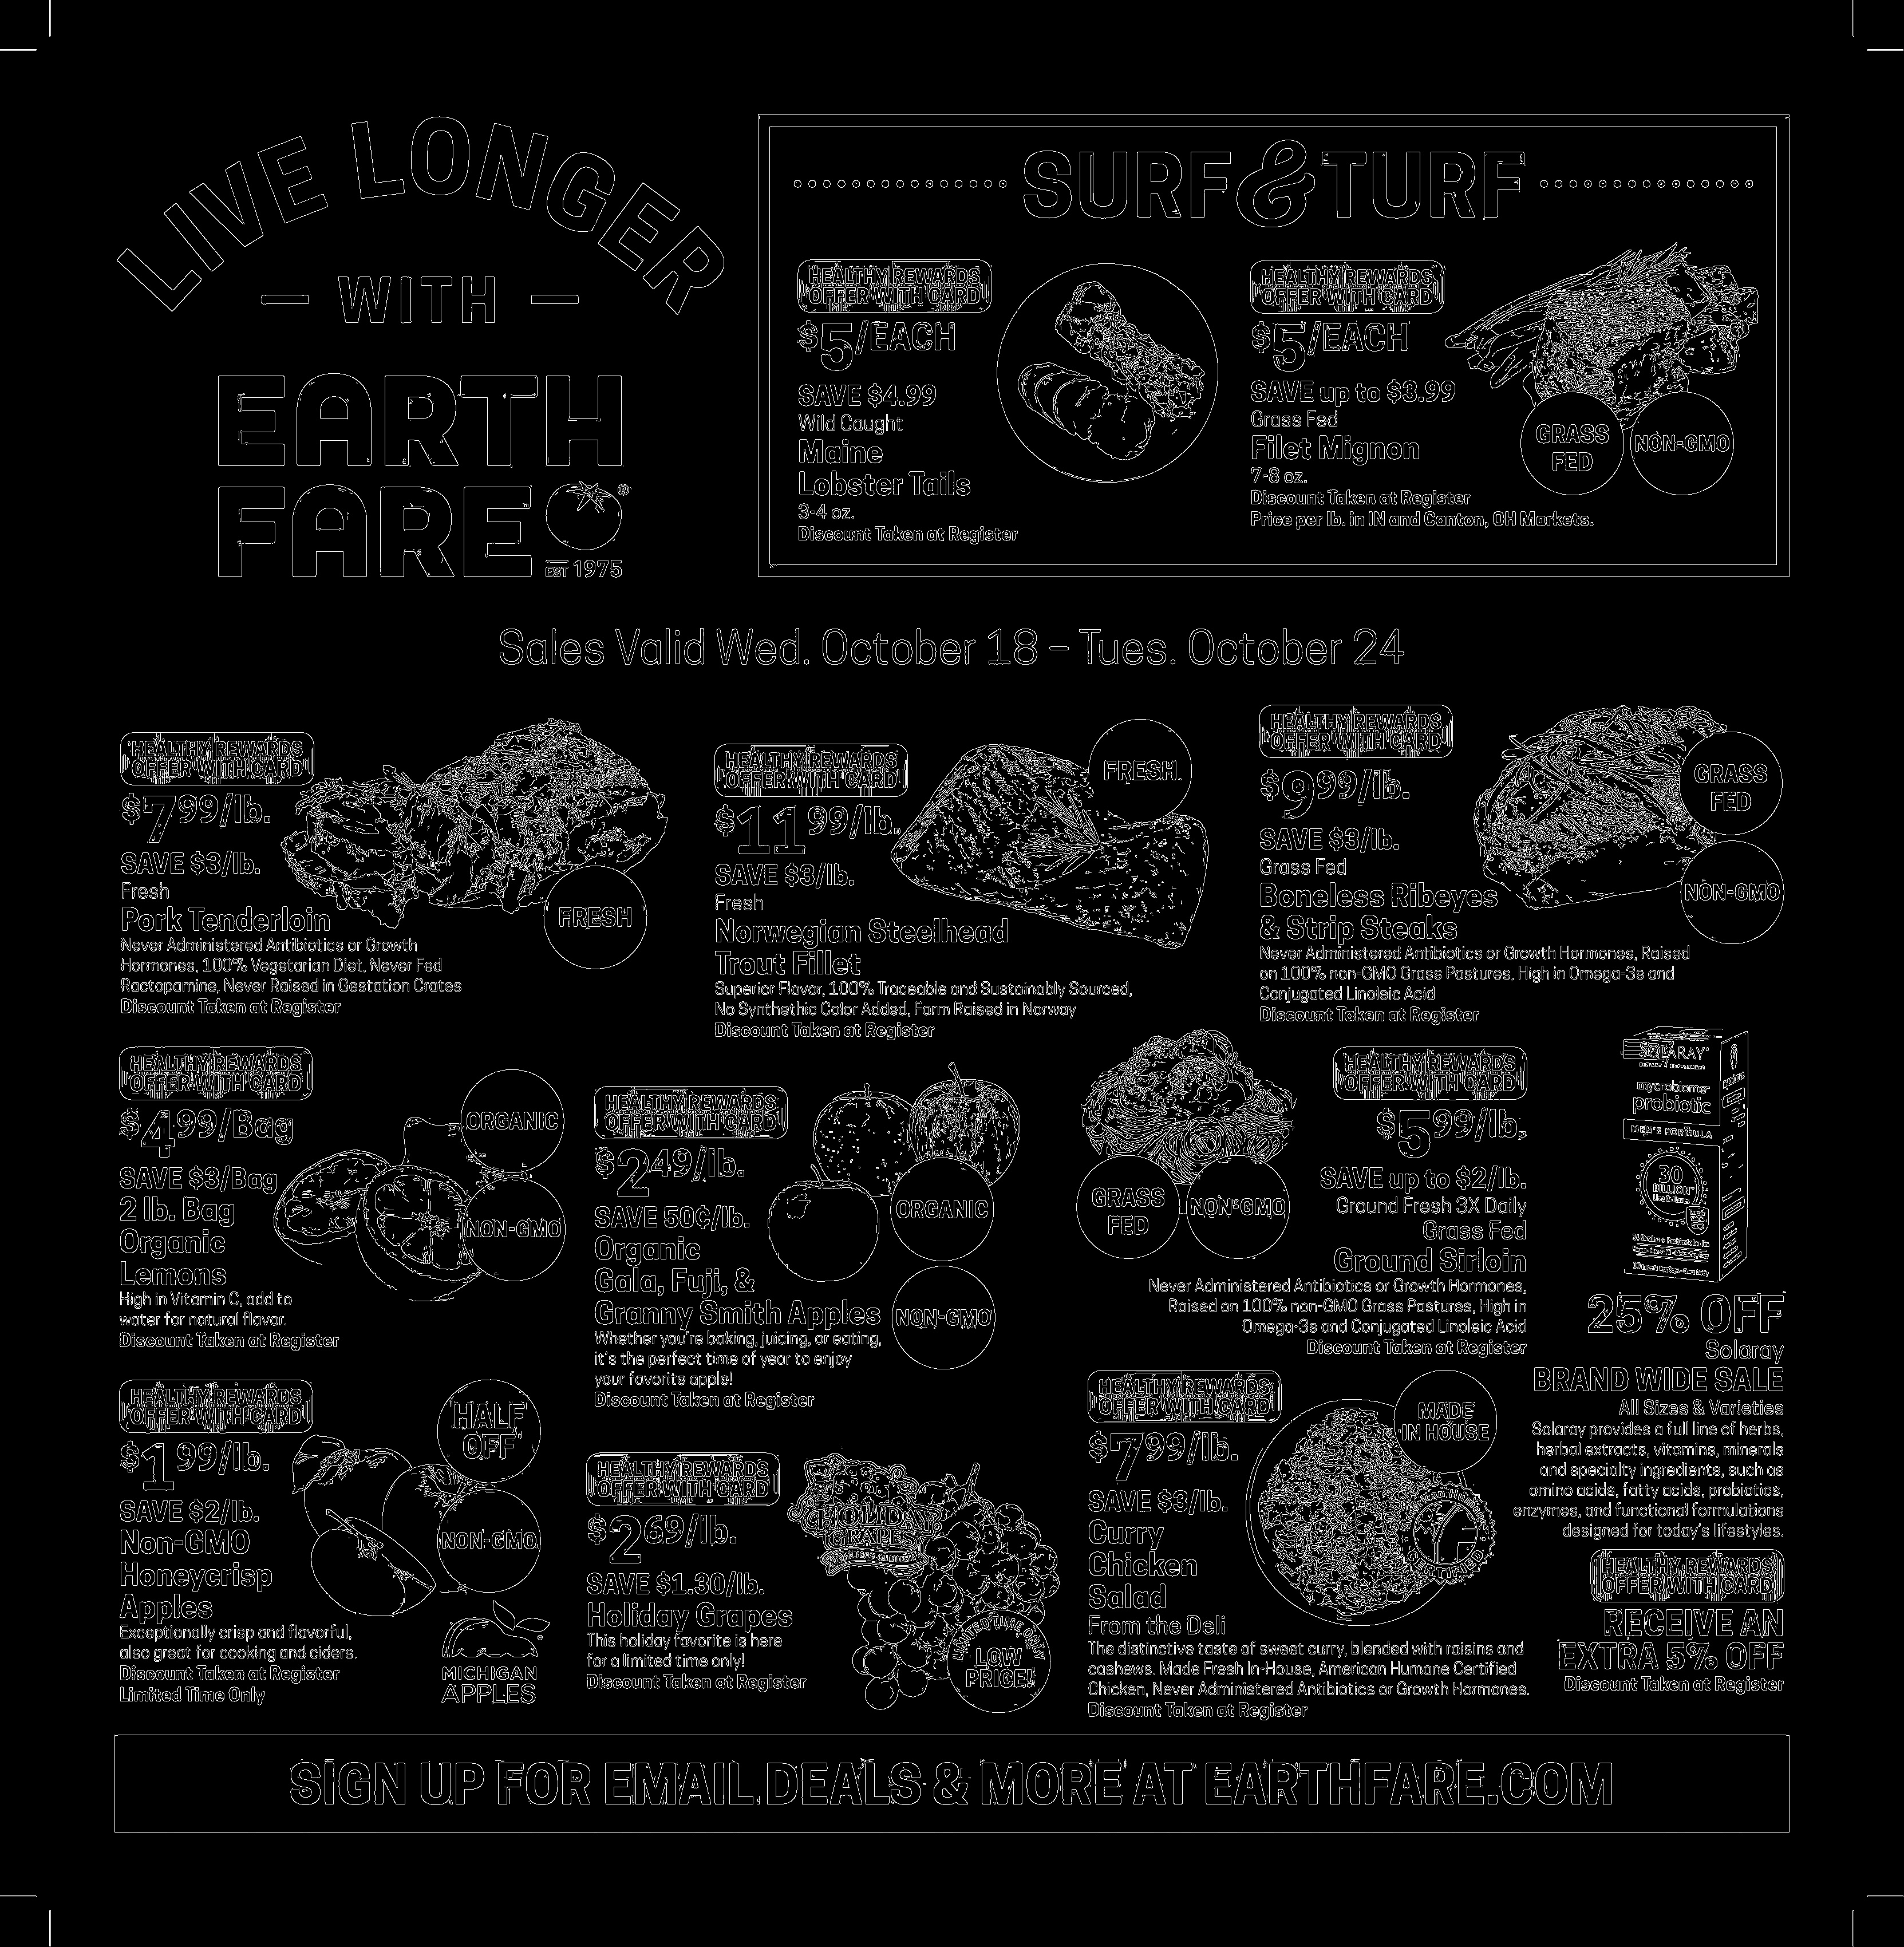 LIVE LONGER
— WITH —
EARTH
FARE®
EST 1975
SURF & TURF
HEALTHY REWARDS
OFFER WITH CARD
$5/EACH
SAVE $4.99
Wild Caught
Maine
Lobster Tails
3-4 oz.
Discount Taken at Register
HEALTHY REWARDS
OFFER WITH CARD
$5/EACH
SAVE up to $3.99
Grass Fed
Filet Mignon
7-8 oz.
Discount Taken at Register
Price per lb. in IN and Canton, OH Markets.
GRASS
FED
NON-GMO
Sales Valid Wed. October 18 – Tues. October 24
HEALTHY REWARDS
OFFER WITH CARD
$7 99/lb.
SAVE $3/lb.
Fresh
Pork Tenderloin
Never Administered Antibiotics or Growth
Hormones, 100% Vegetarian Diet, Never Fed
Ractopamine, Never Raised in Gestation Crates
Discount Taken at Register
FRESH
HEALTHY REWARDS
OFFER WITH CARD
$11 99/lb.
SAVE $3/lb.
Fresh
Norwegian Steelhead
Trout Fillet
Superior Flavor, 100% Traceable and Sustainably Sourced,
No Synthethic Color Added, Farm Raised in Norway
Discount Taken at Register
FRESH
HEALTHY REWARDS
OFFER WITH CARD
$9 99/lb.
SAVE $3/lb.
Grass Fed
Boneless Ribeyes
& Strip Steaks
Never Administered Antibiotics or Growth Hormones, Raised
on 100% non-GMO Grass Pastures, High in Omega-3s and
Conjugated Linoleic Acid
Discount Taken at Register
GRASS
FED
NON-GMO
HEALTHY REWARDS
OFFER WITH CARD
$4 99/Bag
SAVE $3/Bag
2 lb. Bag
Organic
Lemons
High in Vitamin C, add to
water for natural flavor.
Discount Taken at Register
ORGANIC
NON-GMO
HEALTHY REWARDS
OFFER WITH CARD
$2 49/lb.
SAVE 50¢/lb.
Organic
Gala, Fuji, &
Granny Smith Apples
Whether you're baking, juicing, or eating,
it's the perfect time of year to enjoy
your favorite apple!
Discount Taken at Register
ORGANIC
NON-GMO
GRASS
FED
NON-GMO
HEALTHY REWARDS
OFFER WITH CARD
$5 99/lb.
SAVE up to $2/lb.
Ground Fresh 3X Daily
Grass Fed
Ground Sirloin
Never Administered Antibiotics or Growth Hormones,
Raised on 100% non-GMO Grass Pastures, High in
Omega-3s and Conjugated Linoleic Acid
Discount Taken at Register
SOLARAY
mycrobiome
probiotic
MEN'S FORMULA
30
BILLION
25% OFF
Solaray
BRAND WIDE SALE
All Sizes & Varieties
Solaray provides a full line of herbs,
herbal extracts, vitamins, minerals
and specialty ingredients, such as
amino acids, fatty acids, probiotics,
enzymes, and functional formulations
designed for today's lifestyles.
HEALTHY REWARDS
OFFER WITH CARD
RECEIVE AN
EXTRA 5% OFF
Discount Taken at Register
HEALTHY REWARDS
OFFER WITH CARD
$1 99/lb.
SAVE $2/lb.
Non-GMO
Honeycrisp
Apples
Exceptionally crisp and flavorful,
also great for cooking and ciders.
Discount Taken at Register
Limited Time Only
HALF
OFF
NON-GMO
MICHIGAN
APPLES
HEALTHY REWARDS
OFFER WITH CARD
$2 69/lb.
SAVE $1.30/lb.
Holiday Grapes
This holiday favorite is here
for a limited time only!
Discount Taken at Register
HOLIDAY
GRAPE
LIMITED TIME ONLY
LOW
PRICE!
HEALTHY REWARDS
OFFER WITH CARD
$7 99/lb.
SAVE $3/lb.
Curry
Chicken
Salad
From the Deli
The distinctive taste of sweet curry, blended with raisins and
cashews. Made Fresh In-House, American Humane Certified
Chicken, Never Administered Antibiotics or Growth Hormones.
Discount Taken at Register
MADE
IN HOUSE
American Humane
CERTIFIED
SIGN UP FOR EMAIL DEALS & MORE AT EARTHFARE.COM